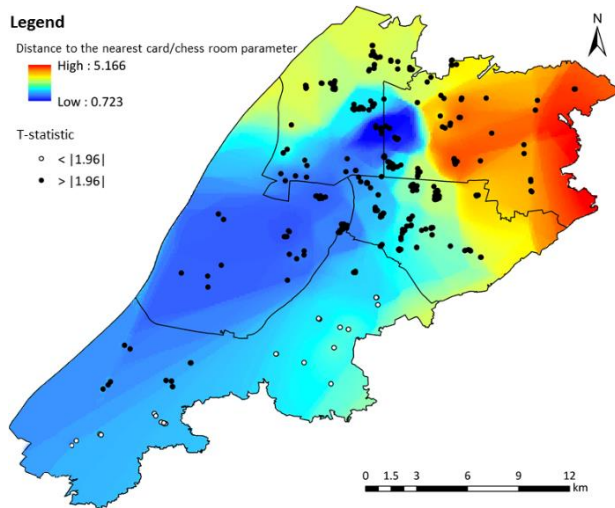 Legend
N
Distance to the nearest card/chess room parameter
High : 5.166
Low : 0.723
T-statistic
< |1.96|
> |1.96|
0 1.5 3 6 9 12
km